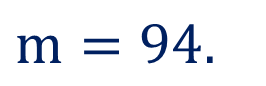 m = 94.